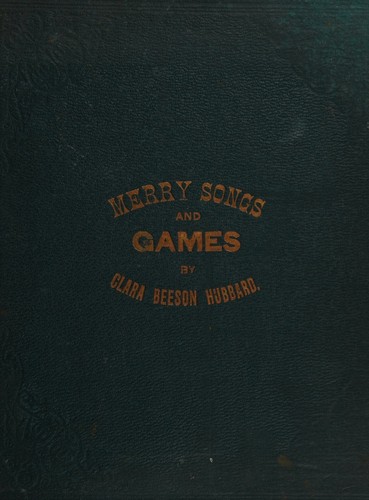 MERRY SONGS
AND
GAMES
BY
CLARA BEESON HUBBARD.